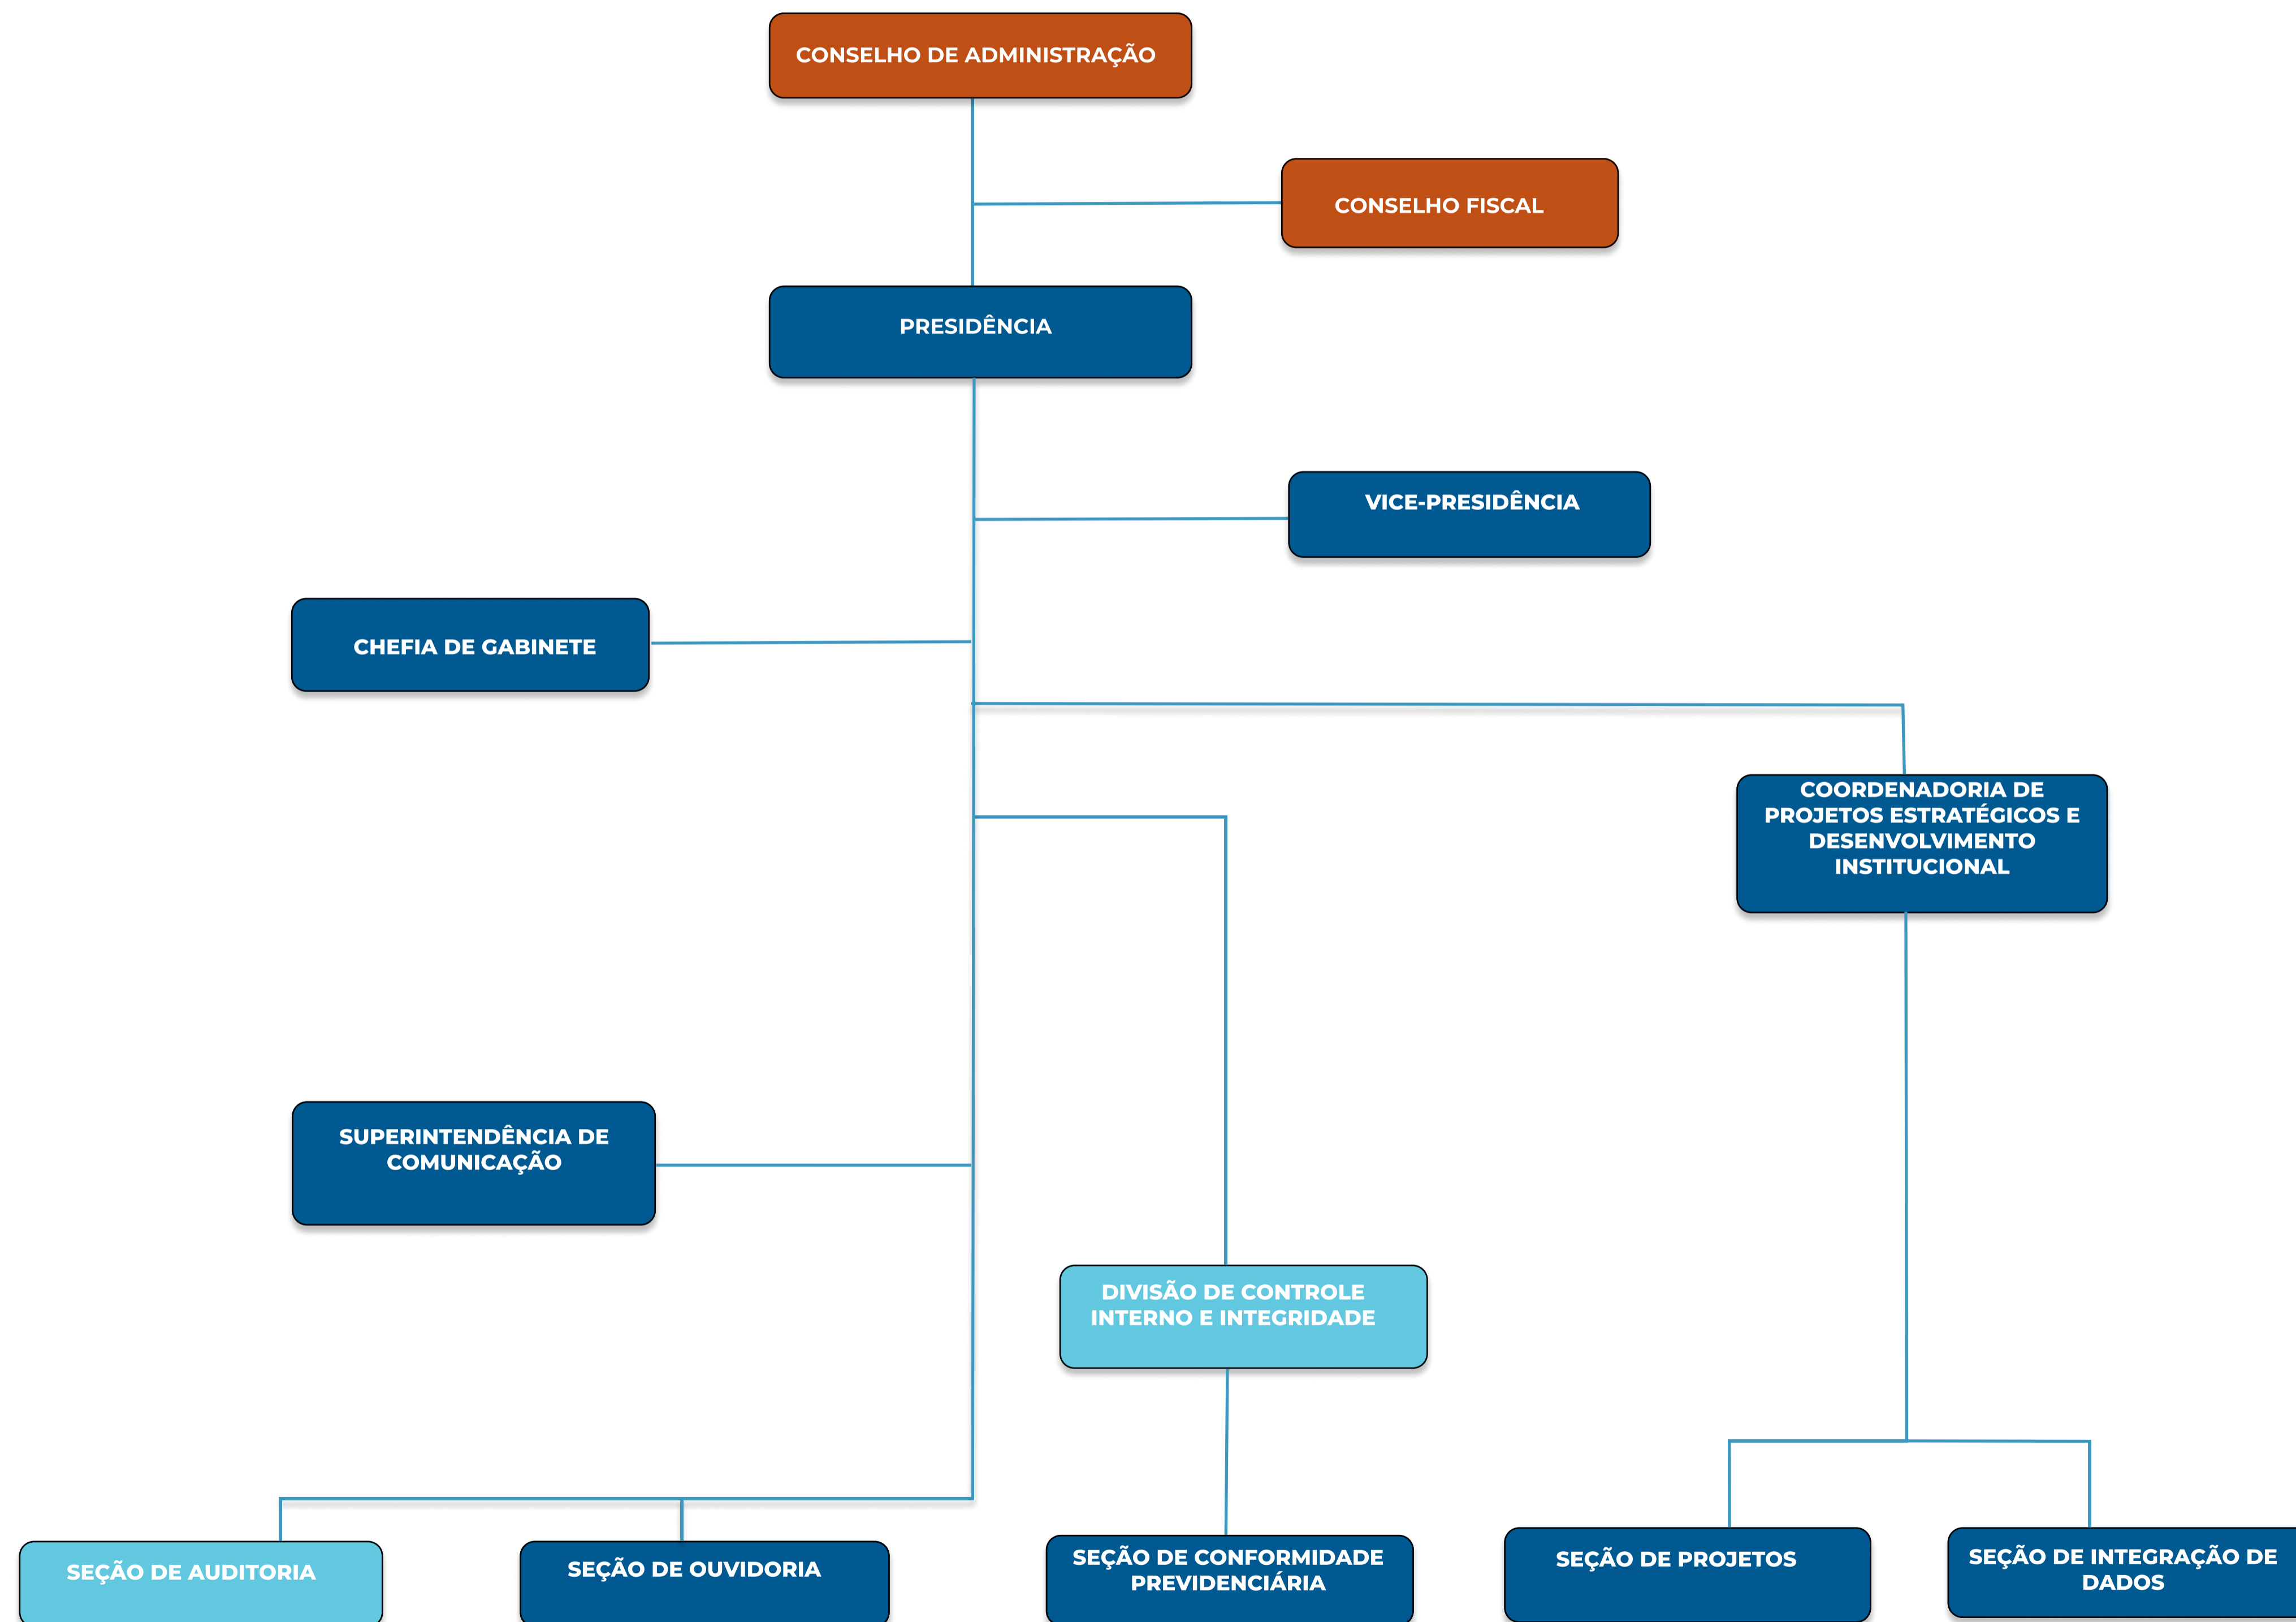 CONSELHO DE ADMINISTRAÇÃO
CONSELHO FISCAL
PRESIDÊNCIA
VICE-PRESIDÊNCIA
CHEFIA DE GABINETE
COORDENADORIA DE
PROJETOS ESTRATÉGICOS E
DESENVOLVIMENTO
INSTITUCIONAL
SUPERINTENDÊNCIA DE
COMUNICAÇÃO
DIVISÃO DE CONTROLE
INTERNO E INTEGRIDADE
SEÇÃO DE AUDITORIA
SEÇÃO DE OUVIDORIA
SEÇÃO DE CONFORMIDADE
PREVIDENCIÁRIA
SEÇÃO DE PROJETOS
SEÇÃO DE INTEGRAÇÃO DE
DADOS